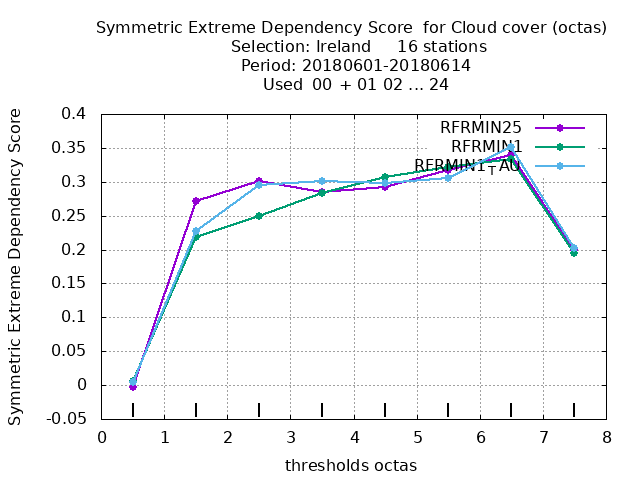 Symmetric Extreme Dependency Score  for Cloud cover (octas)
Selection: Ireland     16 stations
Period: 20180601-20180614
Used  00 + 01 02 ... 24
Symmetric Extreme Dependency Score
0.4
0.35
0.3
0.25
0.2
0.15
0.1
0.05
0
-0.05
RFRMIN25
RFRMIN1
RFRMIN1TAU
0 1 2 3 4 5 6 7 8
thresholds octas